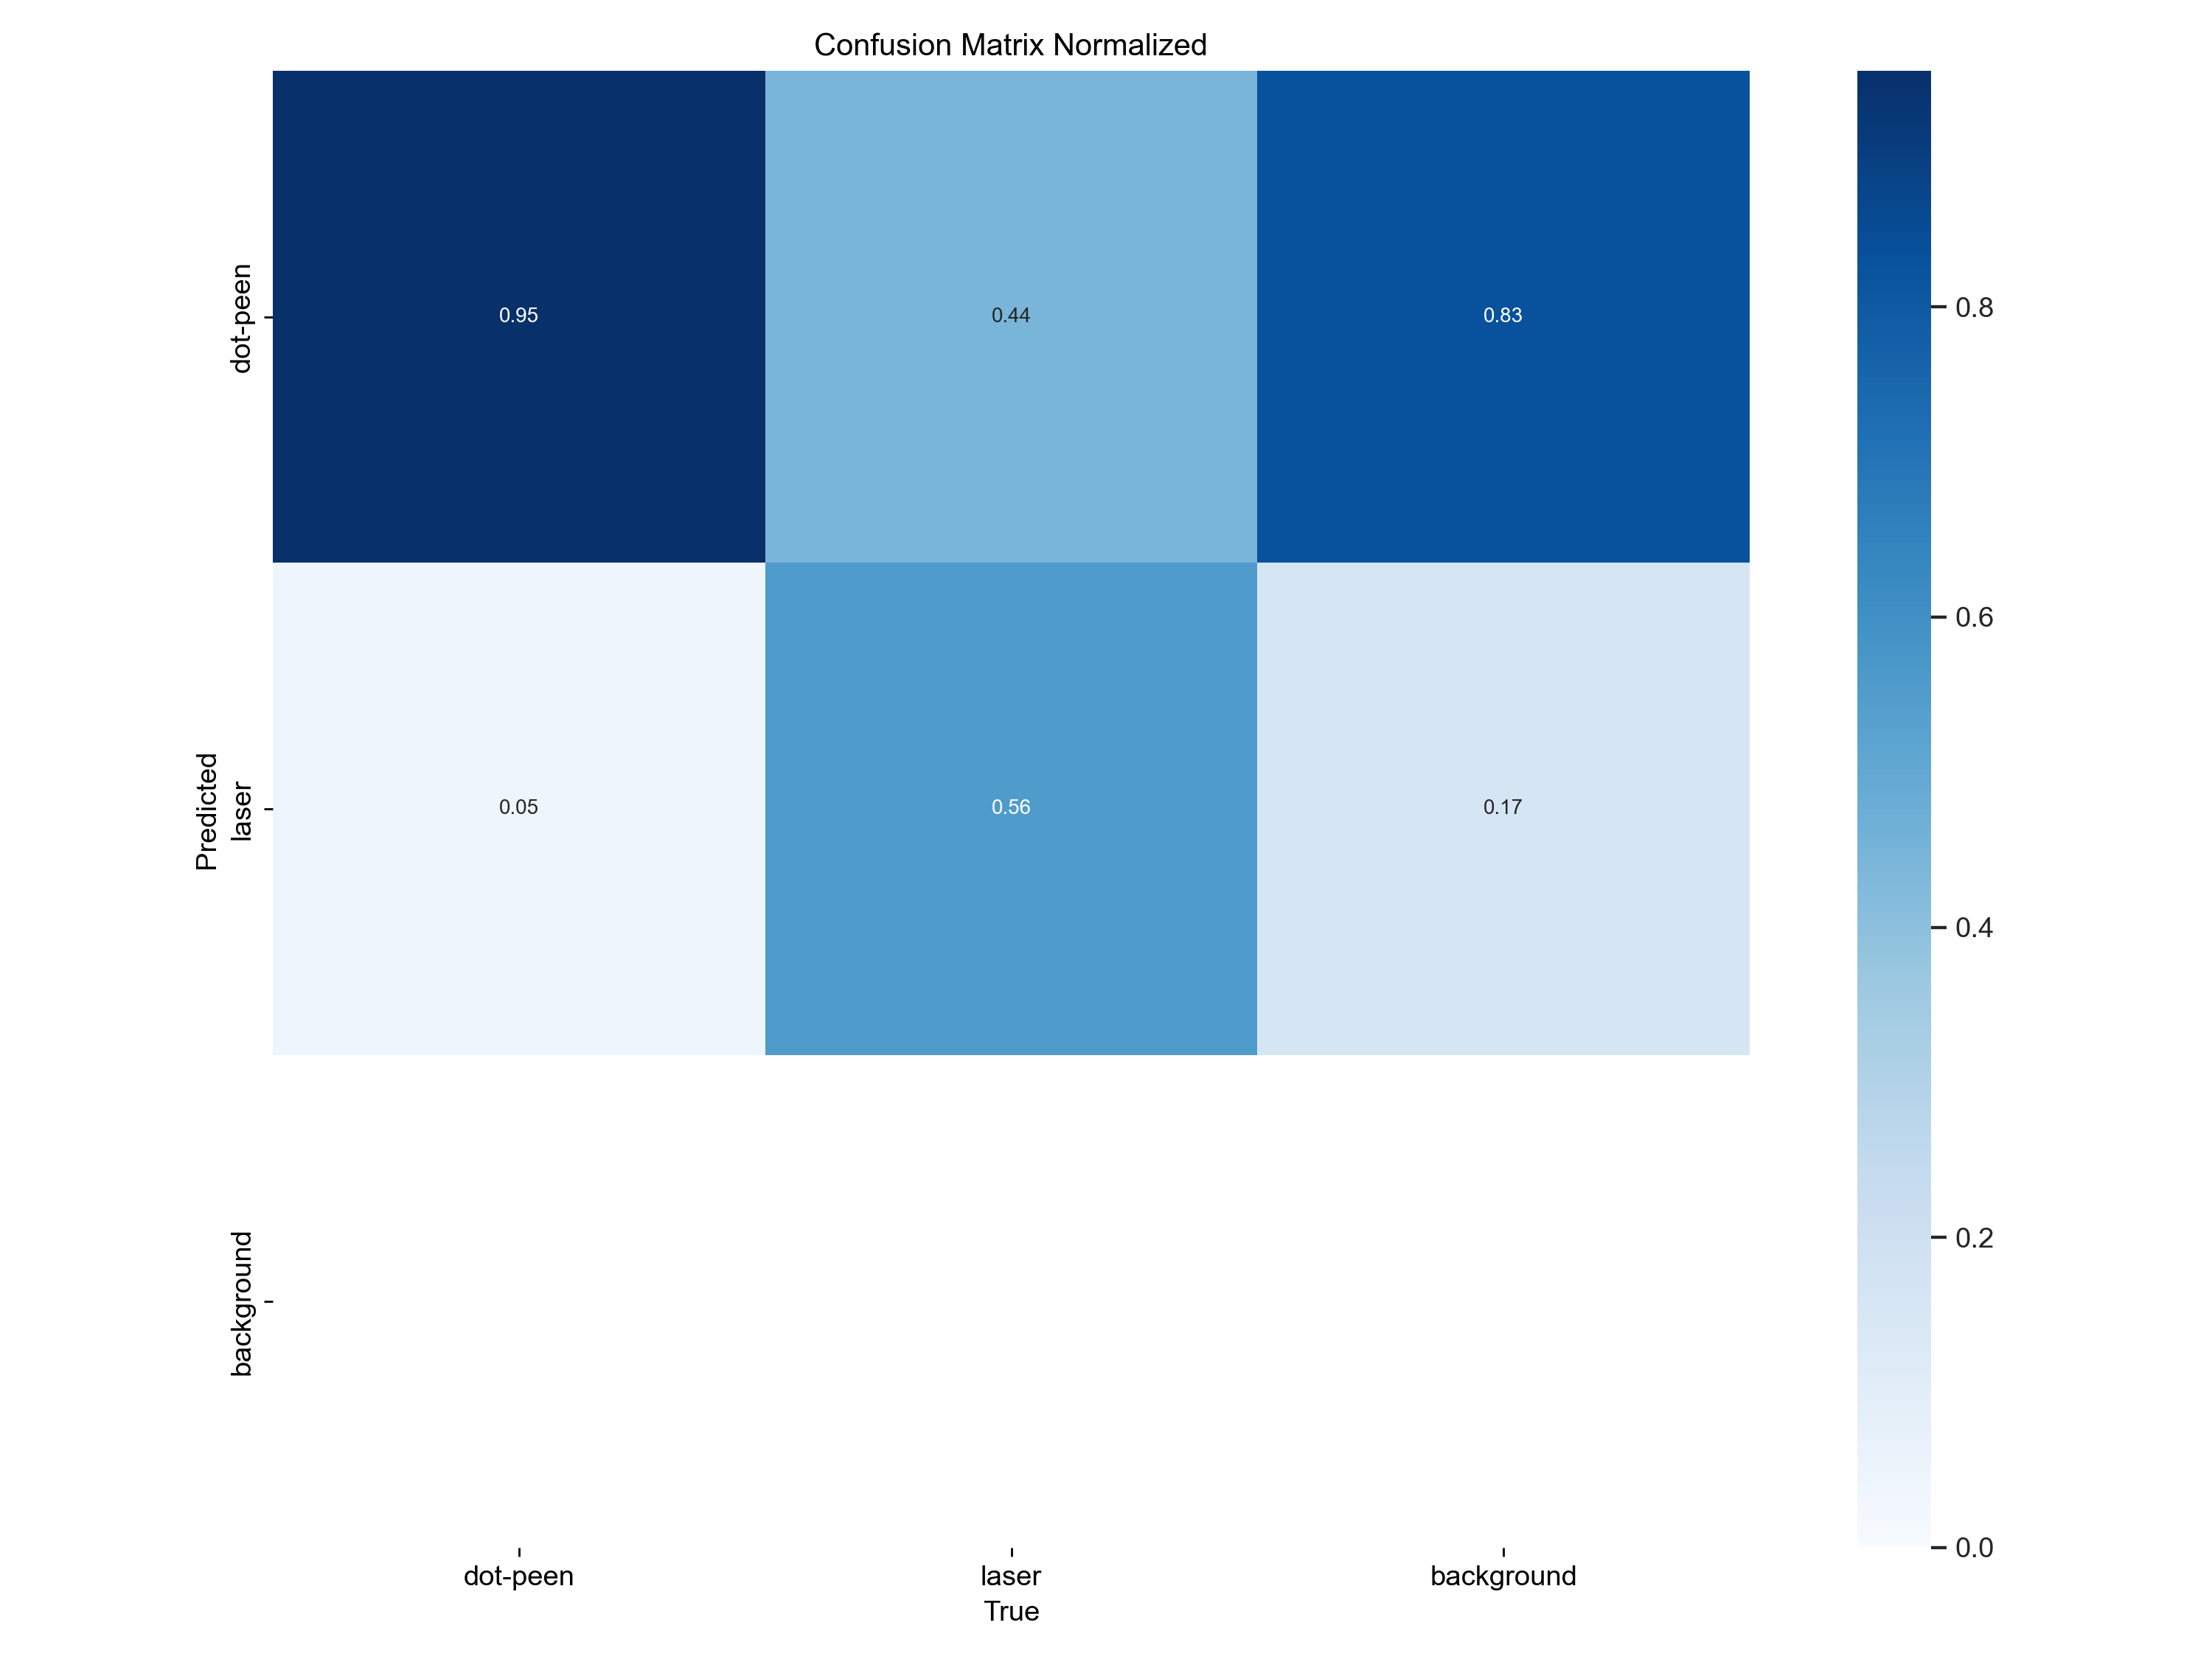 Confusion Matrix Normalized
dot-peen
0.95
0.44
0.83
0.8
0.6
Predicted
laser
0.05
0.56
0.17
0.4
background
0.2
0.0
dot-peen
laser
background
True